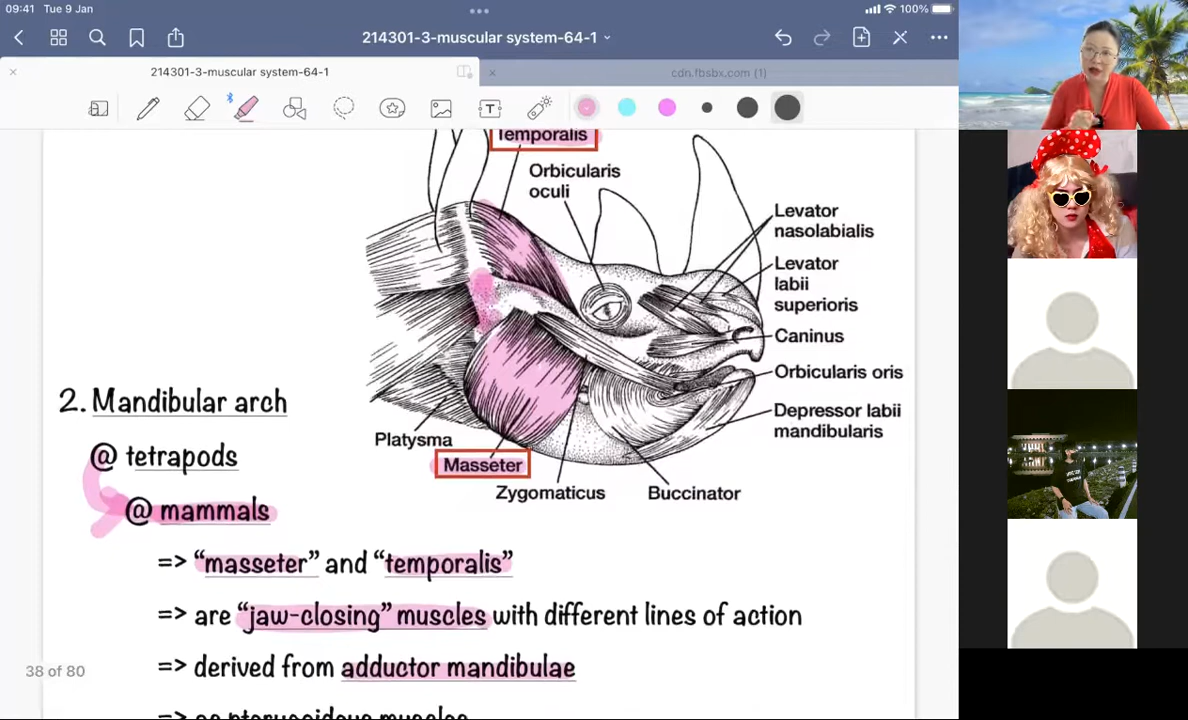 09:41 Tue 9 Jan
100%
214301-3-muscular system-64-1
214301-3-muscular system-64-1
cdn.fbsbx.com (1)
Temporalis
Orbicularis
oculi
Levator
nasolabialis
Levator
labii
superioris
Caninus
Orbicularis oris
Depressor labii
mandibularis
Platysma
Masseter
Zygomaticus
Buccinator
2. Mandibular arch
@ tetrapods
@ mammals
=> "masseter" and "temporalis"
=> are "jaw-closing" muscles with different lines of action
=> derived from adductor mandibulae
38 of 80
=> as pterygoideus muscles